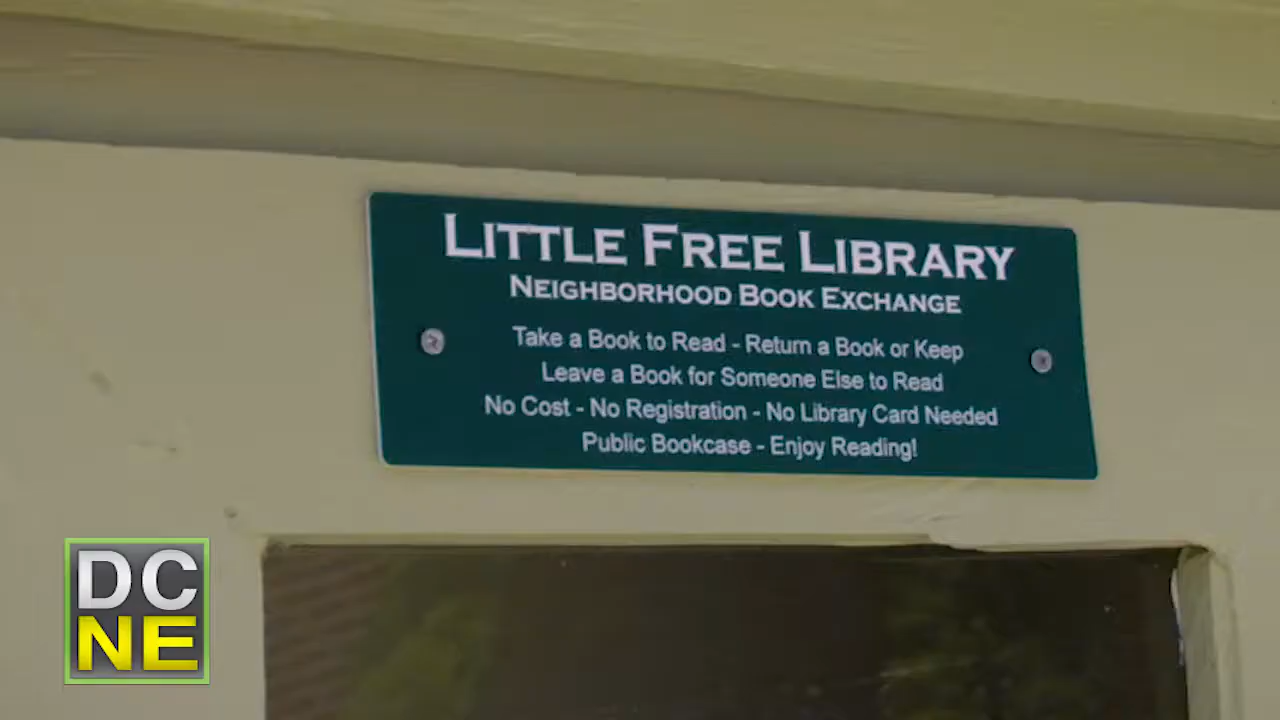 LITTLE FREE LIBRARY
NEIGHBORHOOD BOOK EXCHANGE
Take a Book to Read - Return a Book or Keep
Leave a Book for Someone Else to Read
No Cost - No Registration - No Library Card Needed
Public Bookcase - Enjoy Reading!
DC
NE